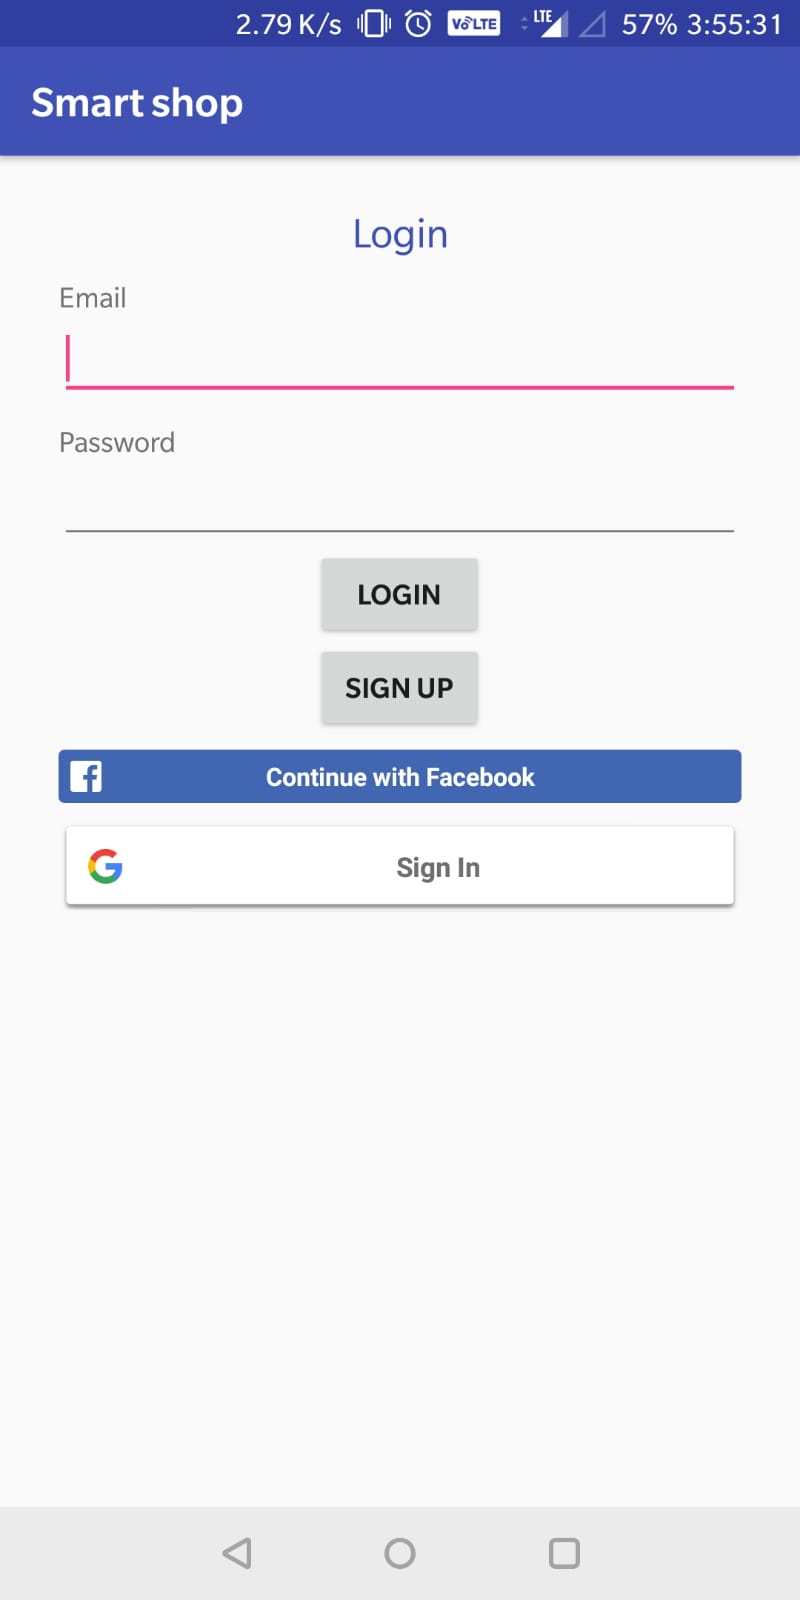 2.79 K/s VoLTE LTE 57% 3:55:31
Smart shop
Login
Email
Password
LOGIN
SIGN UP
Continue with Facebook
Sign In